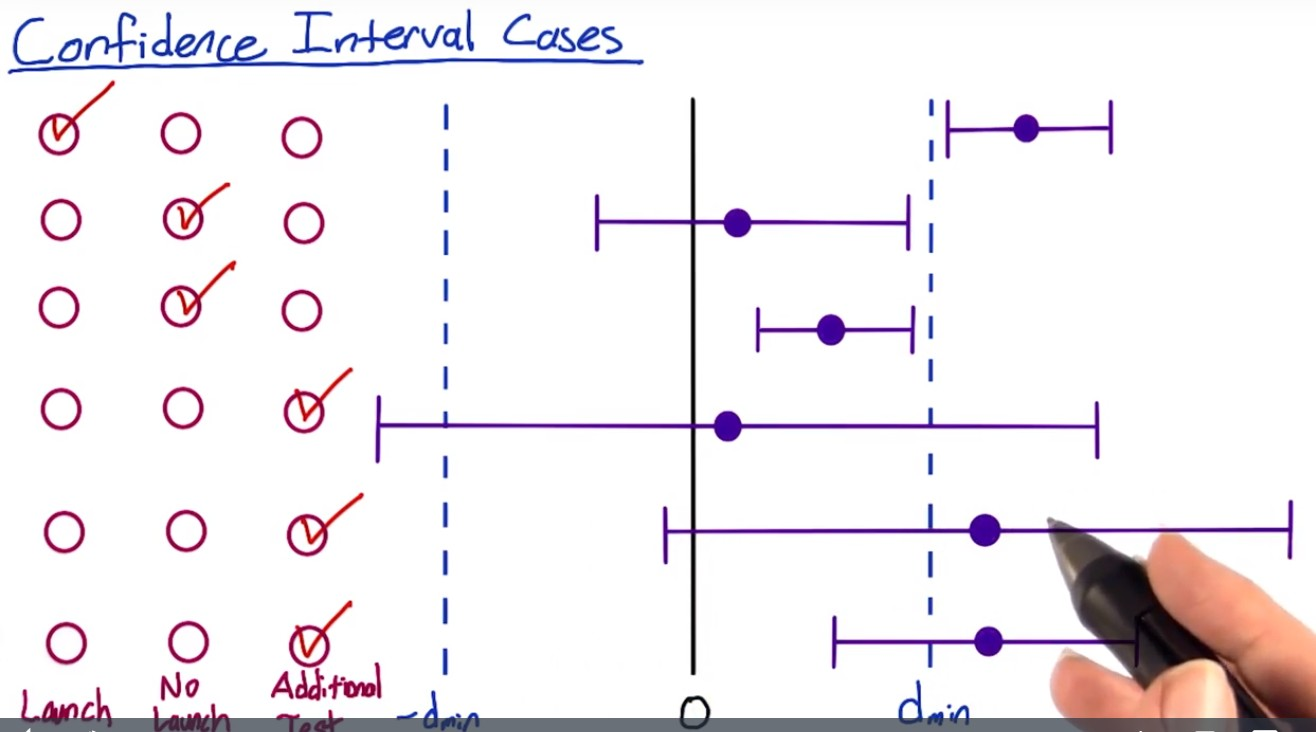 Confidence Interval Cases
Launch
No
Launch
Additional
Test
-dmin
0
dmin